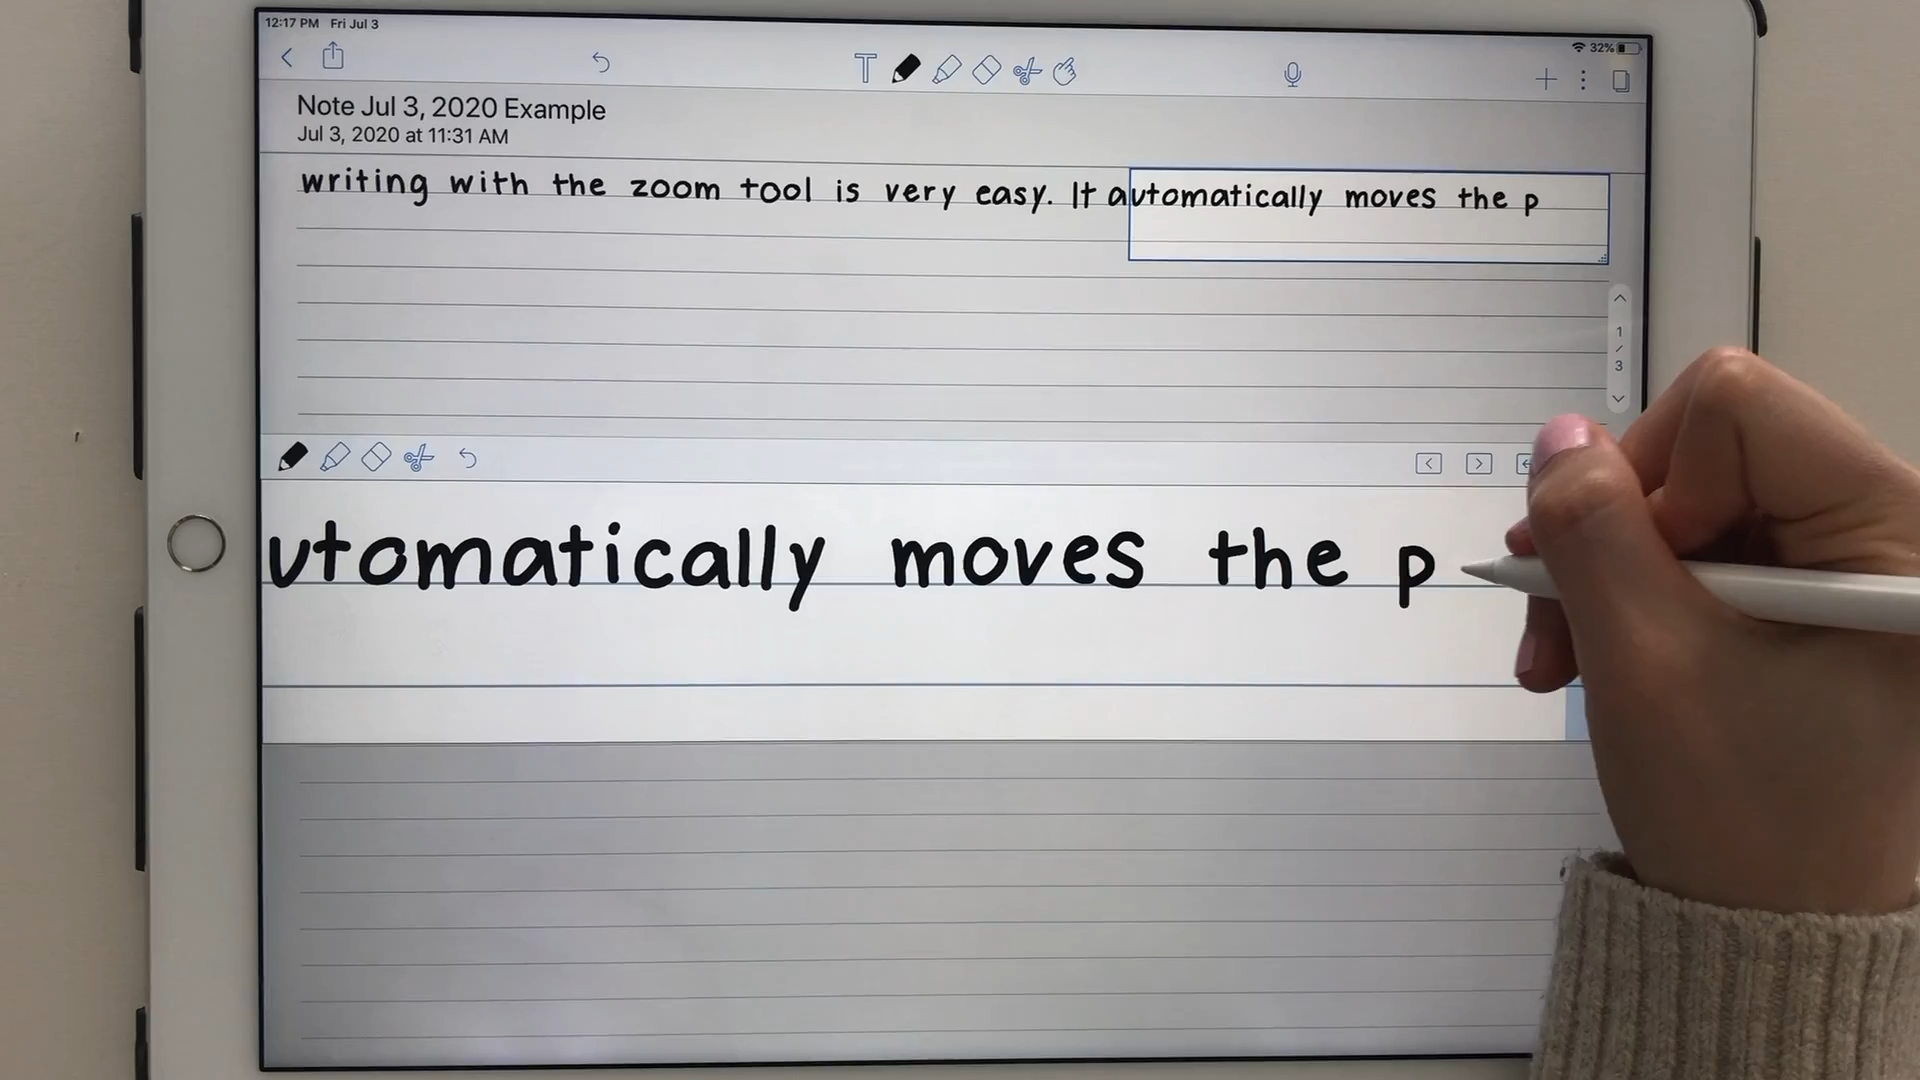 12:17 PM Fri Jul 3
32%
T
Note Jul 3, 2020 Example
Jul 3, 2020 at 11:31 AM
writing with the zoom tool is very easy. It automatically moves the p
1
/
3
utomatically moves the p